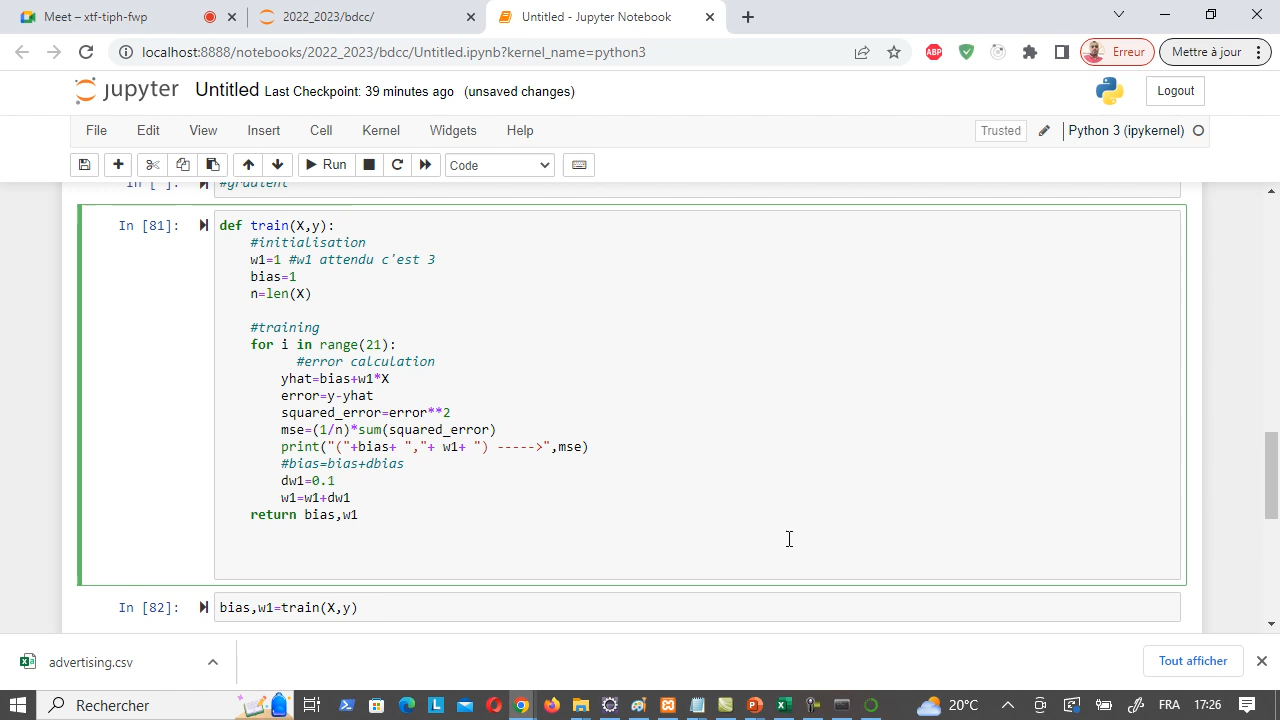 Meet – xtf-tiph-fwp
2022_2023/bdcc/
Untitled - Jupyter Notebook
localhost:8888/notebooks/2022_2023/bdcc/Untitled.ipynb?kernel_name=python3
ABP
Erreur
Mettre à jour
jupyter
Untitled Last Checkpoint: 39 minutes ago (unsaved changes)
Logout
File Edit View Insert Cell Kernel Widgets Help
Trusted
Python 3 (ipykernel)
Run
Code
In [ ]: #gradient
In [81]: def train(X,y):
#initialisation
w1=1 #w1 attendu c'est 3
bias=1
n=len(X)
#training
for i in range(21):
#error calculation
yhat=bias+w1*X
error=y-yhat
squared_error=error**2
mse=(1/n)*sum(squared_error)
print("("+bias+ ","+ w1+ ") ----->",mse)
#bias=bias+dbias
dw1=0.1
w1=w1+dw1
return bias,w1
In [82]: bias,w1=train(X,y)
advertising.csv
Tout afficher
Rechercher
20°C
FRA
17:26